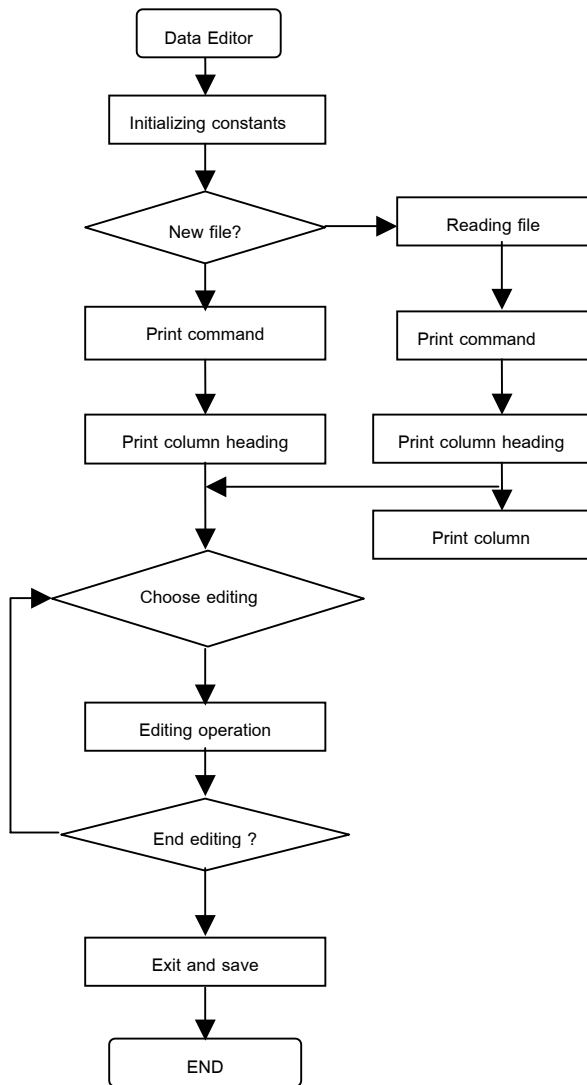 Data Editor
Initializing constants
New file?
Reading file
Print command
Print command
Print column heading
Print column heading
Print column
Choose editing
Editing operation
End editing ?
Exit and save
END